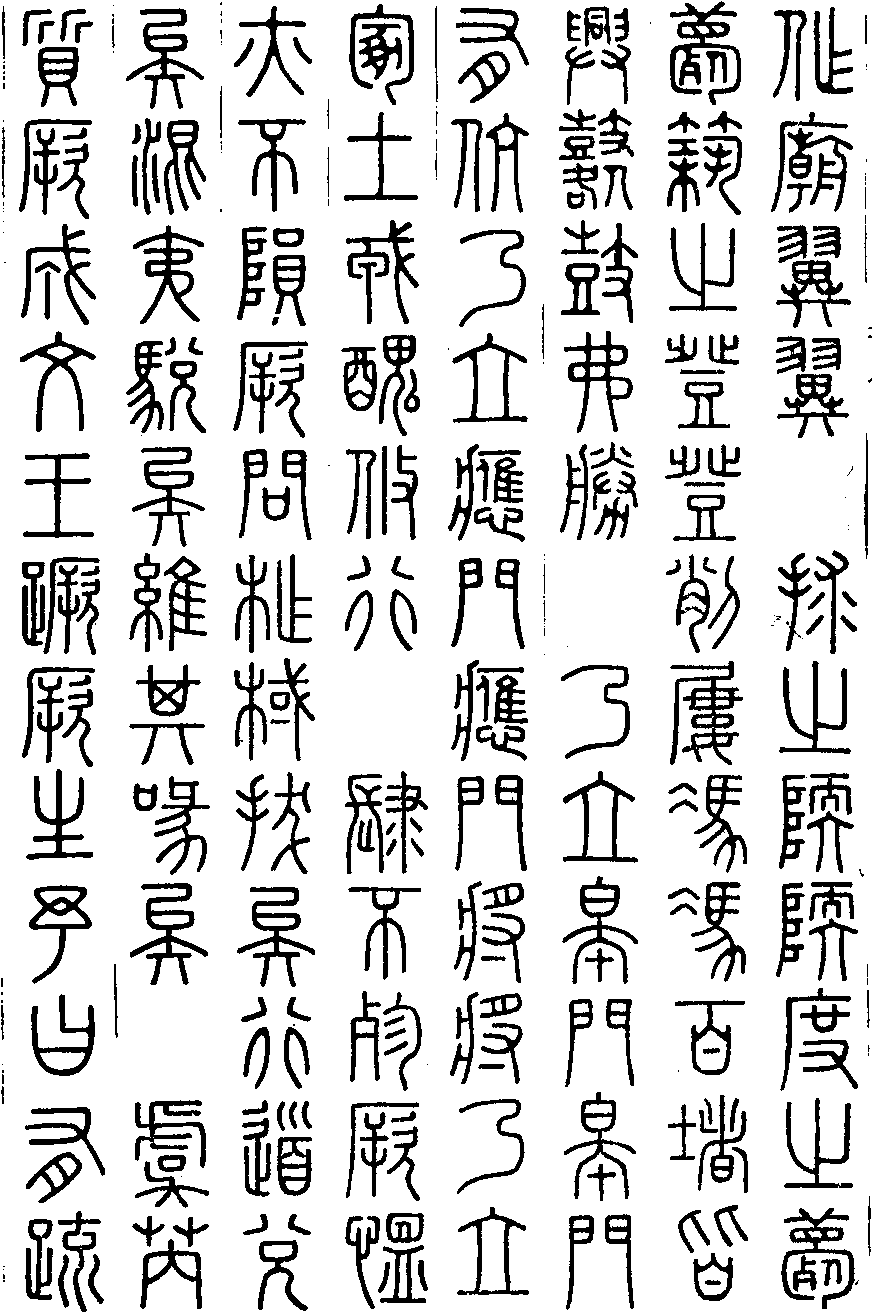 作廟翼翼　捄之陾陾度之薨
薨築之登登削屢馮馮百堵皆
興鼛鼓弗勝　乃立皋門皋門
有伉乃立應門應門將將乃立
冢土戎醜攸行　肆不殄厥慍
亦不隕厥問柞棫拔矣行道兌
矣混夷駾矣維其喙矣　虞芮
質厥成文王蹶厥生予曰有疏